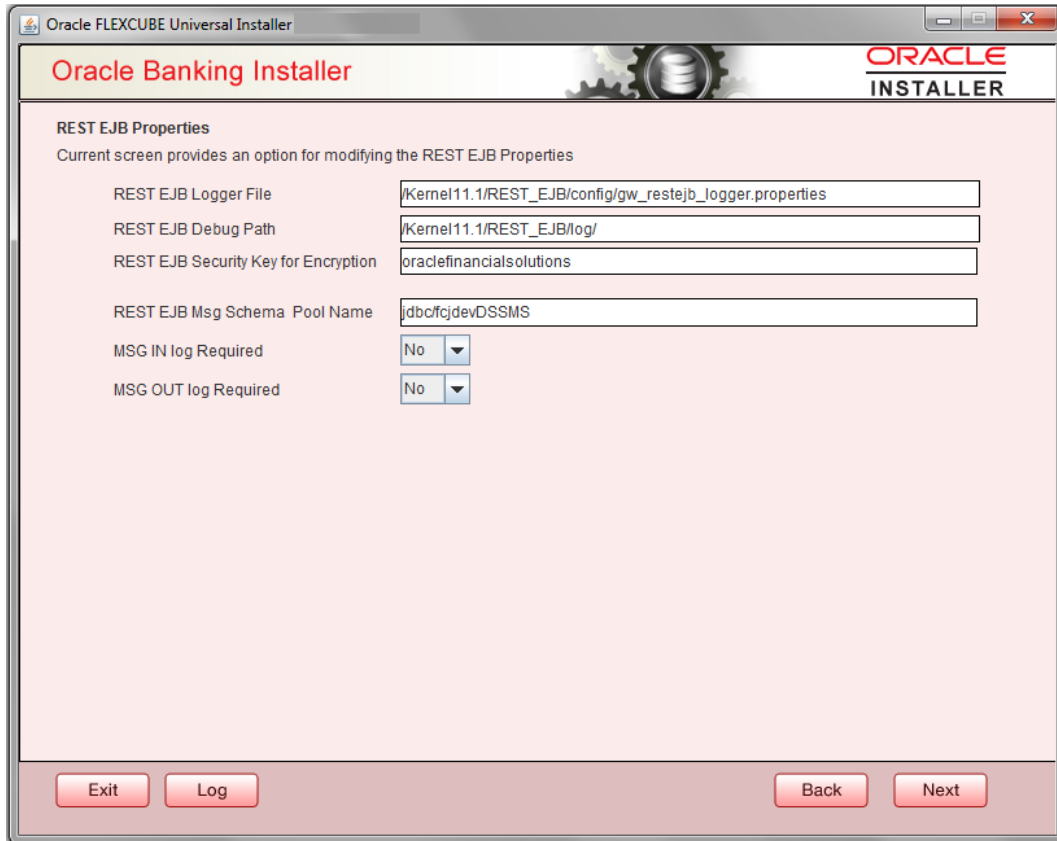 Oracle FLEXCUBE Universal Installer
Oracle Banking Installer
ORACLE
INSTALLER
REST EJB Properties
Current screen provides an option for modifying the REST EJB Properties
REST EJB Logger File /Kernel11.1/REST_EJB/config/gw_restejb_logger.properties
REST EJB Debug Path /Kernel11.1/REST_EJB/log/
REST EJB Security Key for Encryption oraclefinancialsolutions
REST EJB Msg Schema Pool Name jdbc/fcjdevDSSMS
MSG IN log Required No
MSG OUT log Required No
Exit Log Back Next